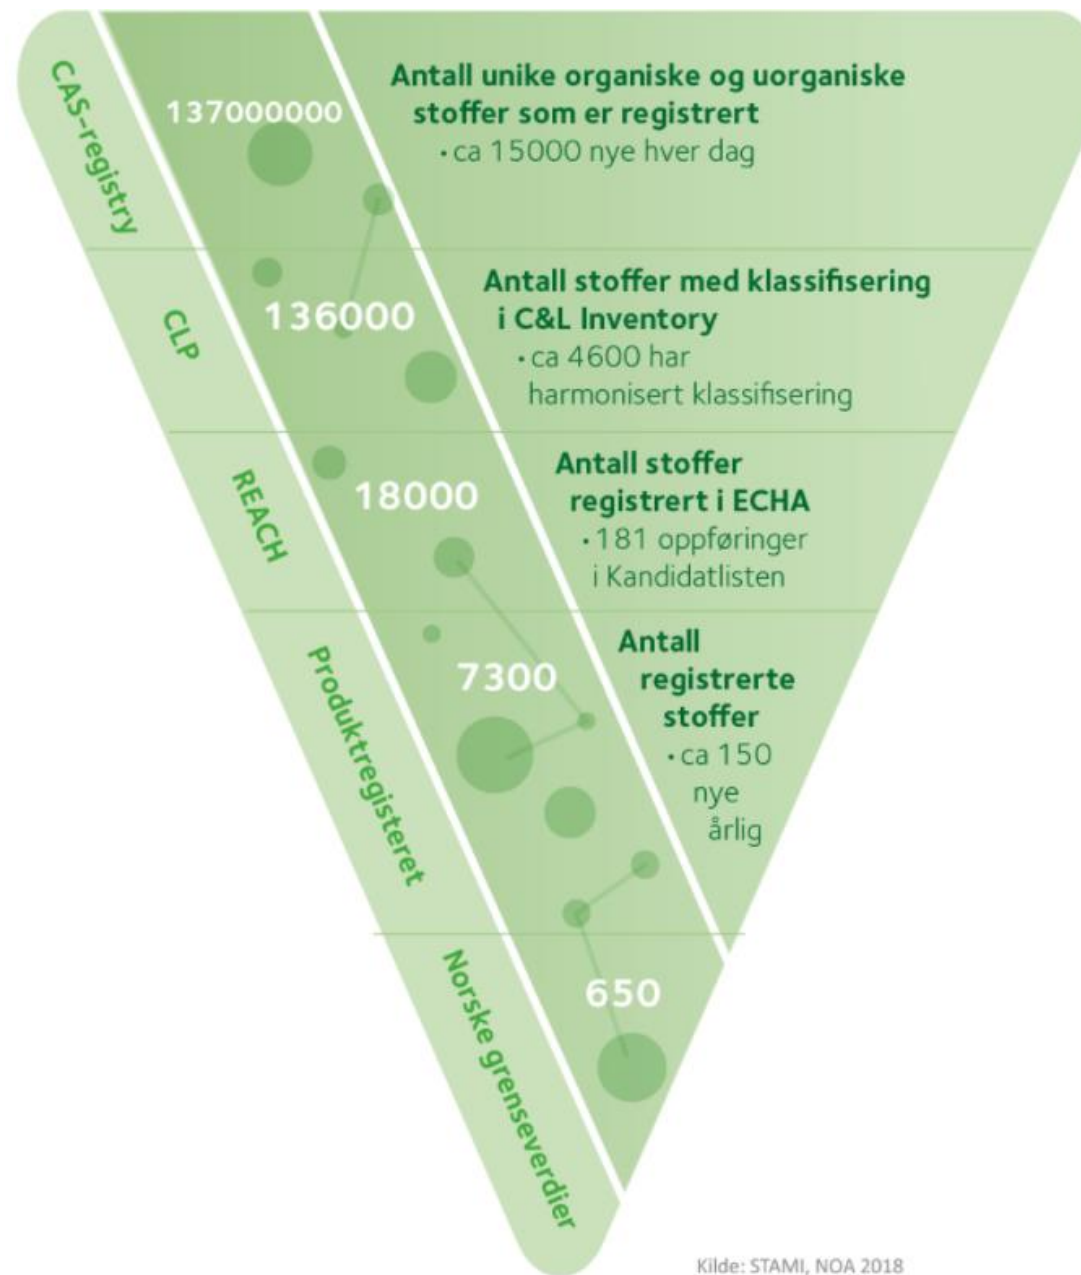 CAS-registry
137000000
Antall unike organiske og uorganiske
stoffer som er registrert
• ca 15000 nye hver dag
CLP
136000
Antall stoffer med klassifisering
i C&L Inventory
• ca 4600 har
harmonisert klassifisering
REACH
18000
Antall stoffer
registrert i ECHA
• 181 oppføringer
i Kandidatlisten
Produktregisteret
7300
Antall
registrerte
stoffer
• ca 150
nye
årlig
Norske grenseverdier
650
Kilde: STAMI, NOA 2018